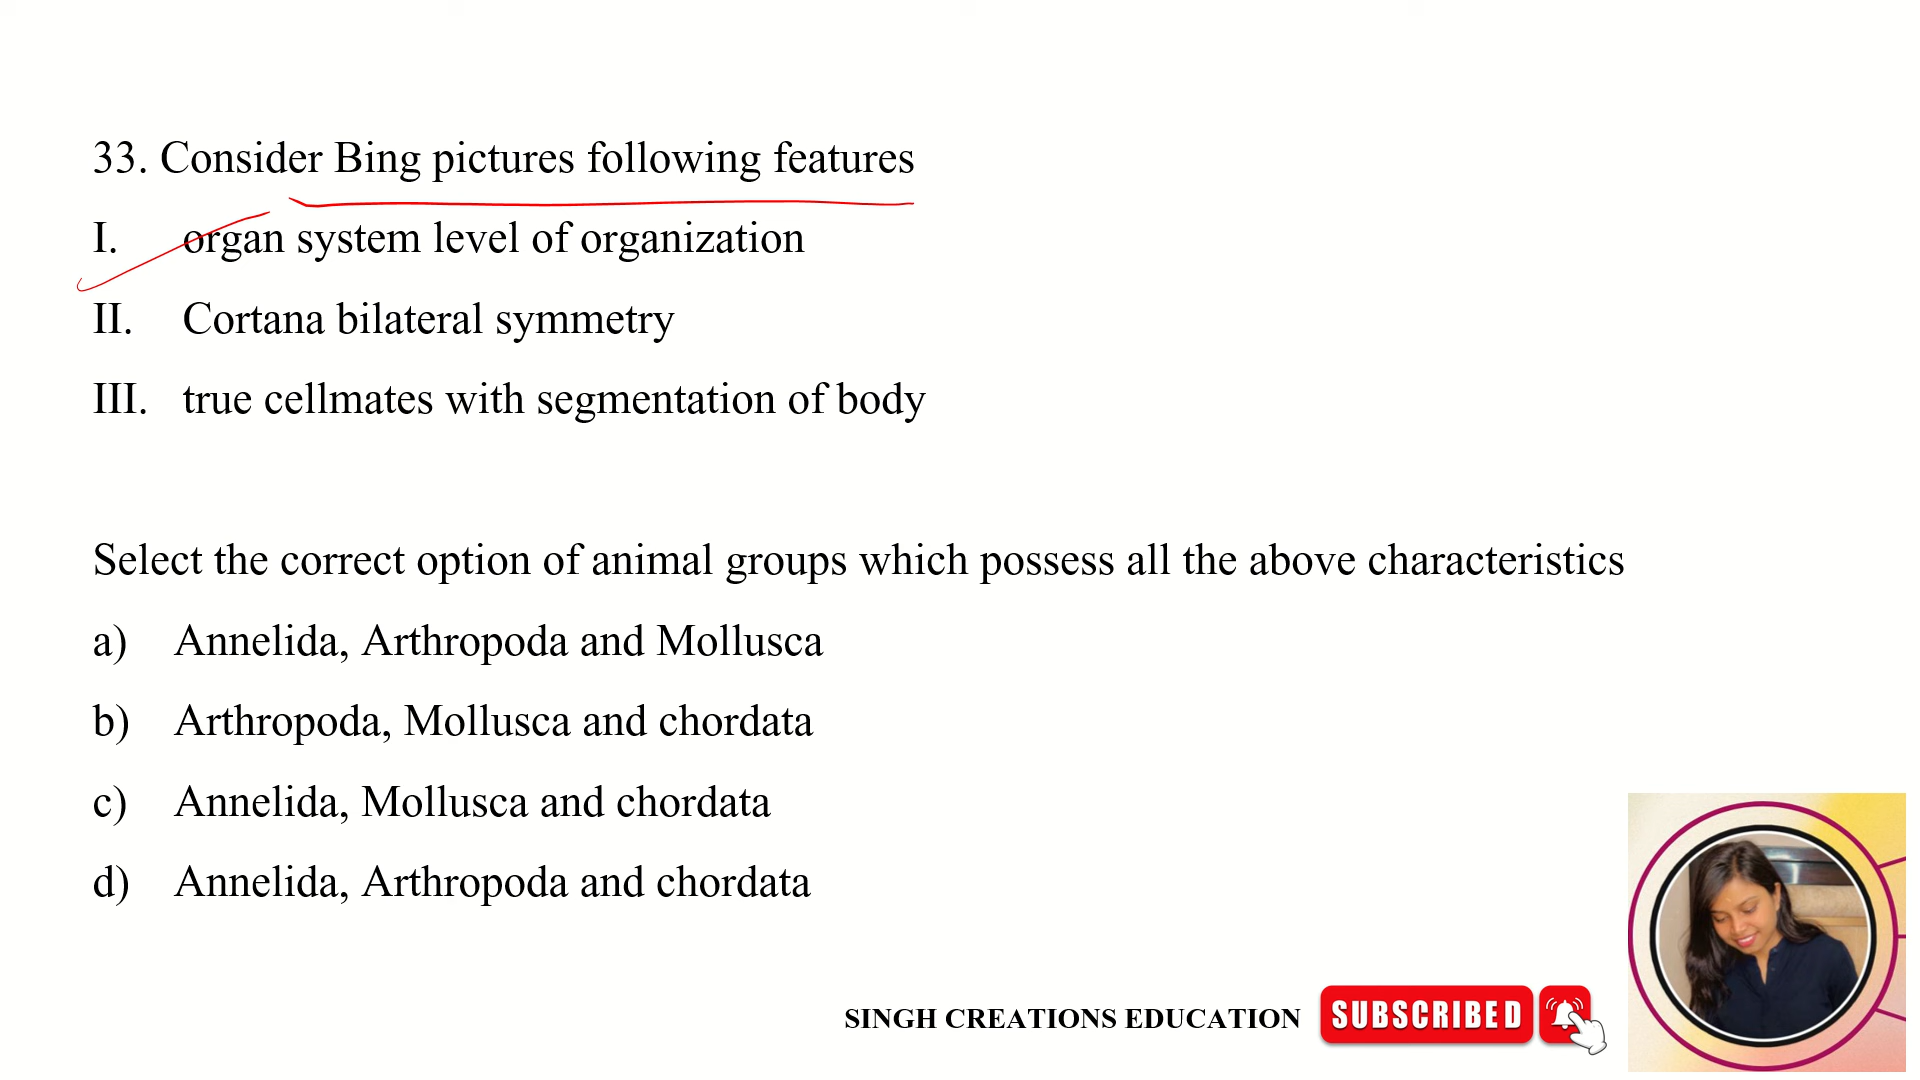 33. Consider Bing pictures following features
I. organ system level of organization
II. Cortana bilateral symmetry
III. true cellmates with segmentation of body
Select the correct option of animal groups which possess all the above characteristics
a) Annelida, Arthropoda and Mollusca
b) Arthropoda, Mollusca and chordata
c) Annelida, Mollusca and chordata
d) Annelida, Arthropoda and chordata
SINGH CREATIONS EDUCATION
SUBSCRIBED